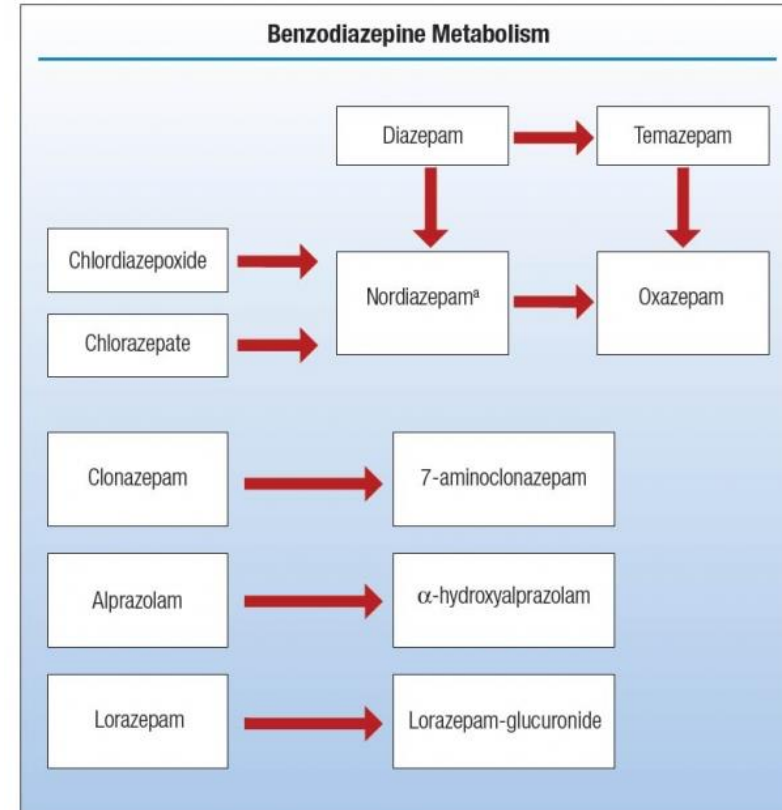 Benzodiazepine Metabolism
Diazepam
Temazepam
Chlordiazepoxide
Nordiazepamª
Oxazepam
Chlorazepate
Clonazepam
7-aminoclonazepam
Alprazolam
α-hydroxyalprazolam
Lorazepam
Lorazepam-glucuronide